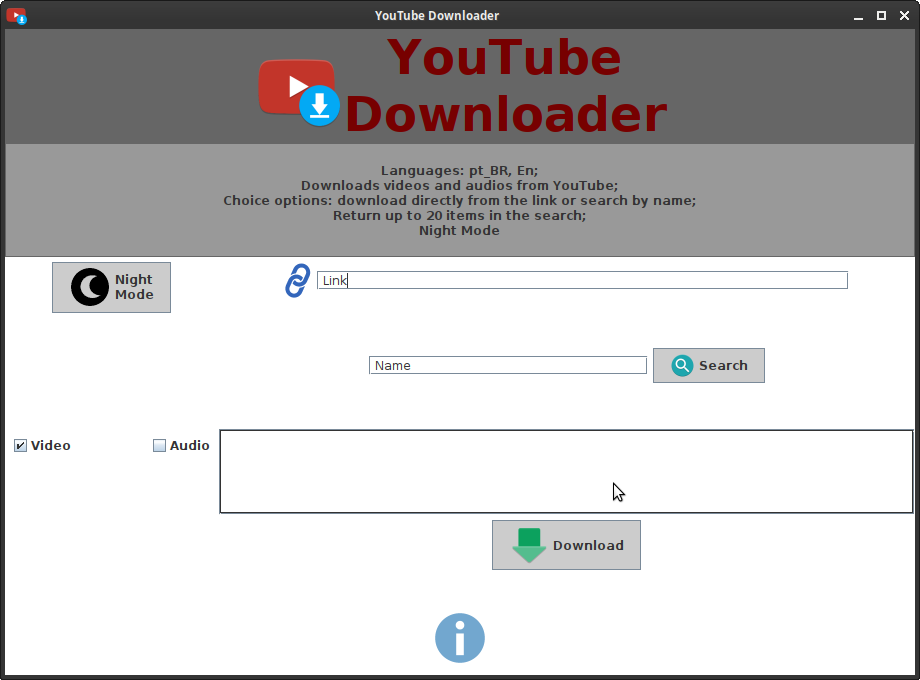 YouTube Downloader
YouTube
Downloader
Languages: pt_BR, En;
Downloads videos and audios from YouTube;
Choice options: download directly from the link or search by name;
Return up to 20 items in the search;
Night Mode
Night
Mode
Link
Name
Search
Video
Audio
Download